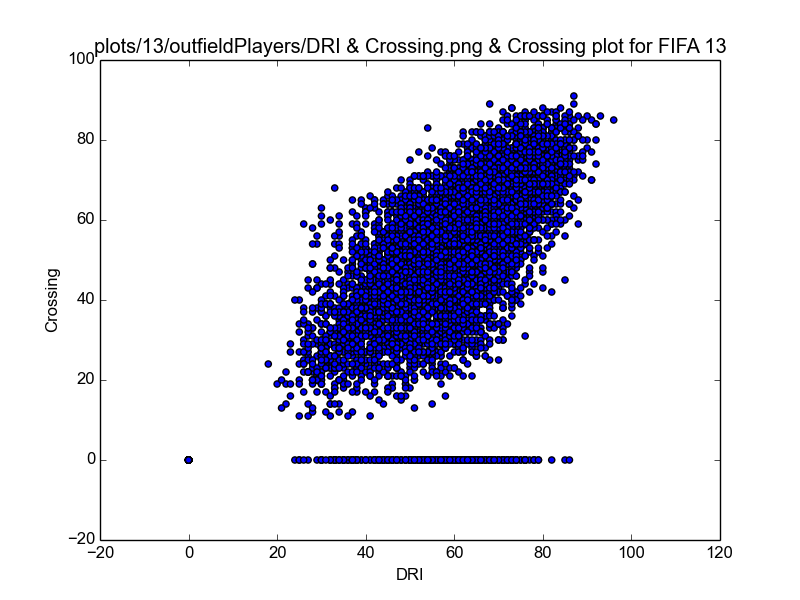 plots/13/outfieldPlayers/DRI & Crossing.png & Crossing plot for FIFA 13
100
80
60
40
20
0
−20
Crossing
−20 0 20 40 60 80 100 120
DRI